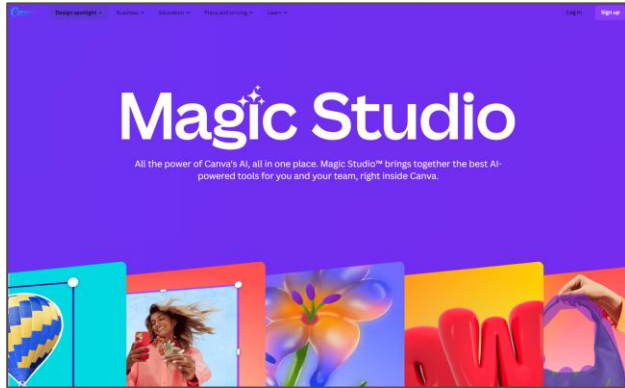 Canva
Design spotlight Business Education Plans and pricing Learn Log in Sign up
Magic Studio
All the power of Canva's AI, all in one place. Magic Studio™ brings together the best AI-
powered tools for you and your team, right inside Canva.
AW